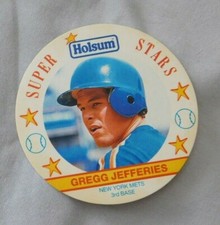 Holsum
SUPER STARS
GREGG JEFFERIES
NEW YORK METS
3rd BASE